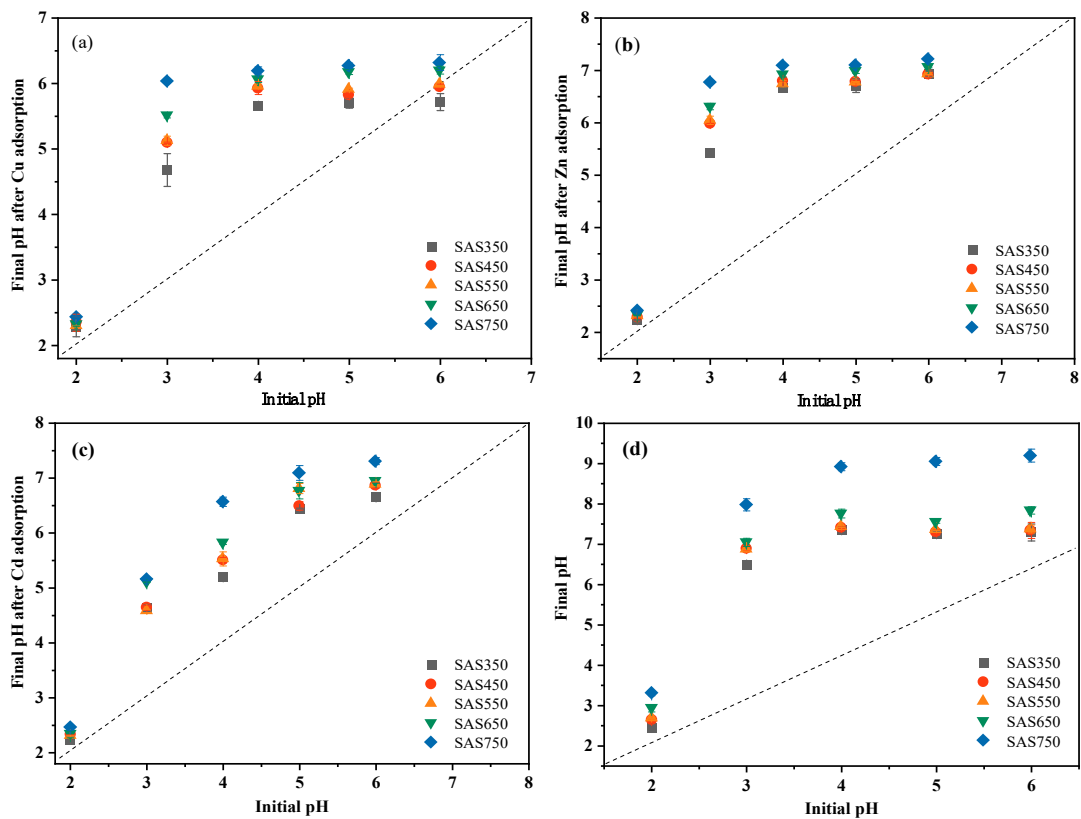 (a)
Final pH after Cu adsorption
7
6
5
4
3
2
SAS350
SAS450
SAS550
SAS650
SAS750
2 3 4 5 6 7
Initial pH
(b)
Final pH after Zn adsorption
8
7
6
5
4
3
2
SAS350
SAS450
SAS550
SAS650
SAS750
2 3 4 5 6 7 8
Initial pH
(c)
Final pH after Cd adsorption
8
7
6
5
4
3
2
SAS350
SAS450
SAS550
SAS650
SAS750
2 3 4 5 6 7 8
Initial pH
(d)
Final pH
10
9
8
7
6
5
4
3
2
SAS350
SAS450
SAS550
SAS650
SAS750
2 3 4 5 6
Initial pH